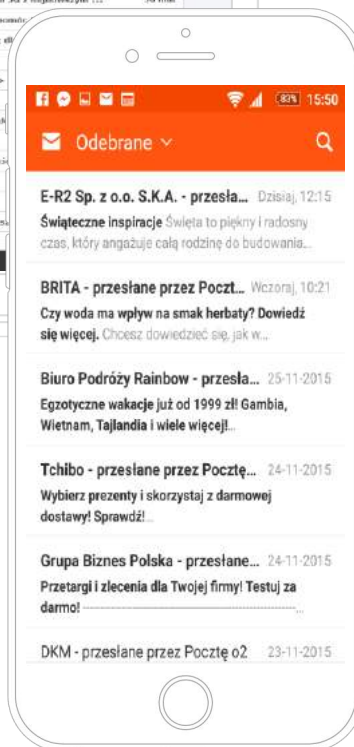 83% 15:50
Odebrane
E-R2 Sp. z o.o. S.K.A. - przesła... Dzisiaj, 12:15
Świąteczne inspiracje Święta to piękny i radosny
czas, który angażuje całą rodzinę do budowania...
BRITA - przesłane przez Poczt... Wczoraj, 10:21
Czy woda ma wpływ na smak herbaty? Dowiedź
się więcej. Chcesz dowiedzieć się, jak w...
Biuro Podróży Rainbow - przesła... 25-11-2015
Egzotyczne wakacje już od 1999 zł! Gambia,
Wietnam, Tajlandia i wiele więcej!...
Tchibo - przesłane przez Pocztę... 24-11-2015
Wybierz prezenty i skorzystaj z darmowej
dostawy! Sprawdź!...
Grupa Biznes Polska - przesłane... 24-11-2015
Przetargi i zlecenia dla Twojej firmy! Testuj za
darmo! ---------------------------------------------...
DKM - przesłane przez Pocztę o2 23-11-2015